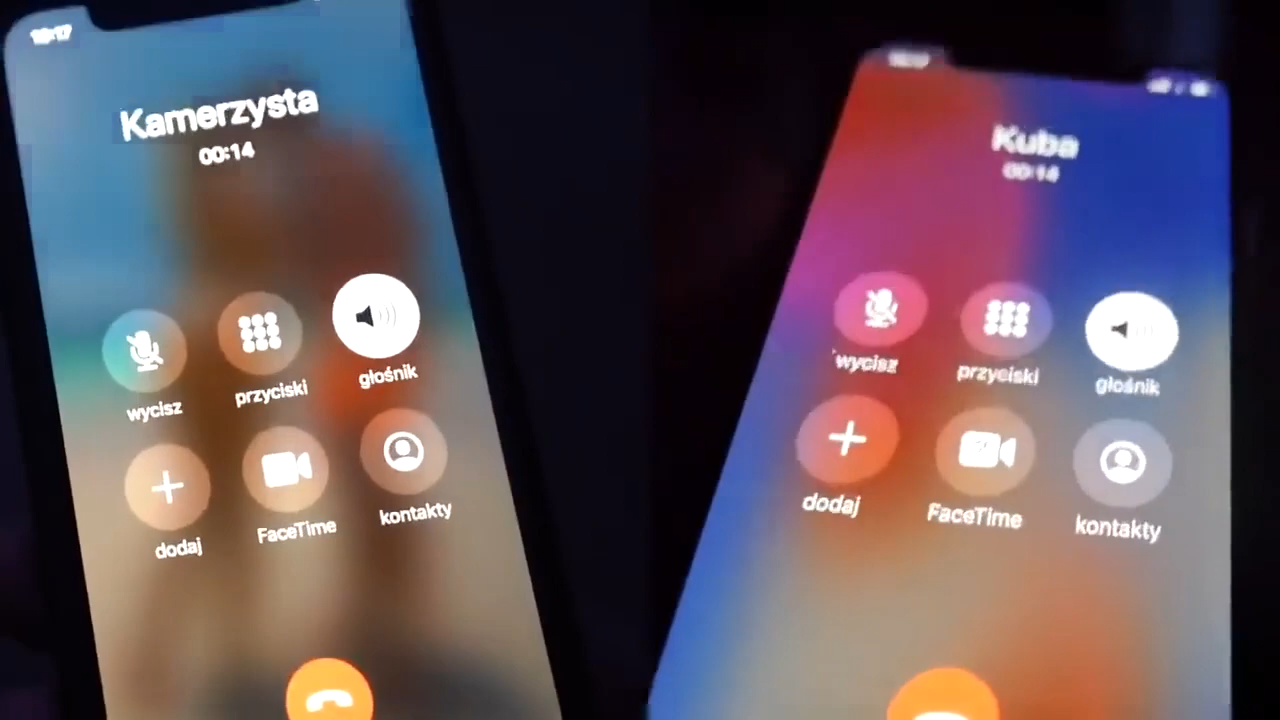 Kamerzysta
00:14
wycisz
przyciski
głośnik
dodaj
FaceTime
kontakty
Kuba
00:14
wycisz
przyciski
głośnik
dodaj
FaceTime
kontakty